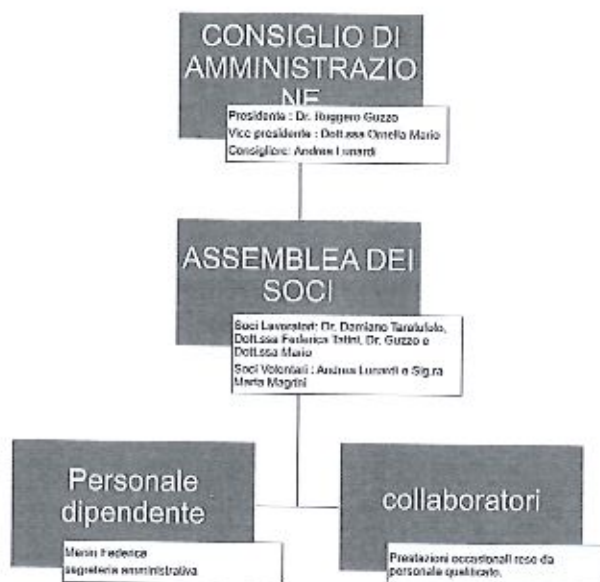 CONSIGLIO DI
AMMINISTRAZIO
NE
Presidente : Dr. Ruggero Guzzo
Vice presidente : Dott.ssa Ornella Mario
Consigliere: Andrea Lunardi
ASSEMBLEA DEI
SOCI
Soci Lavoratori: Dr. Damiano Taratufolo,
Dott.ssa Federica Tatini, Dr. Guzzo e
Dott.ssa Mario
Soci Volontari : Andrea Lunardi e Sig.ra
Marta Magrini
Personale
dipendente
Federica
segreteria amministrativa
collaboratori
Prestazioni occasionali rese da
personale qualificato.